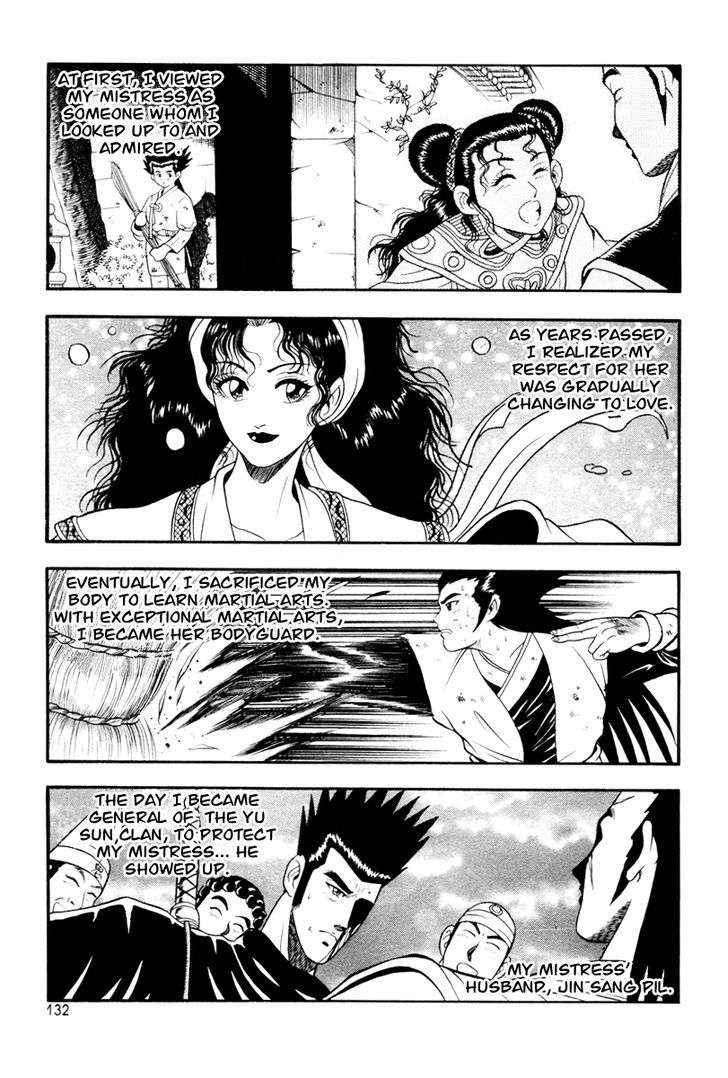 AT FIRST, I VIEWED
MY MISTRESS AS
SOMEONE WHOM I
LOOKED UP TO AND
ADMIRED.
AS YEARS PASSED,
I REALIZED MY
RESPECT FOR HER
WAS GRADUALLY
CHANGING TO LOVE.
EVENTUALLY, I SACRIFICED MY
BODY TO LEARN MARTIAL ARTS.
WITH EXCEPTIONAL MARTIAL ARTS,
I BECAME HER BODYGUARD.
THE DAY I BECAME
GENERAL OF THE YU
SUN CLAN, TO PROTECT
MY MISTRESS... HE
SHOWED UP.
MY MISTRESS'
HUSBAND, JIN SANG PIL.
132